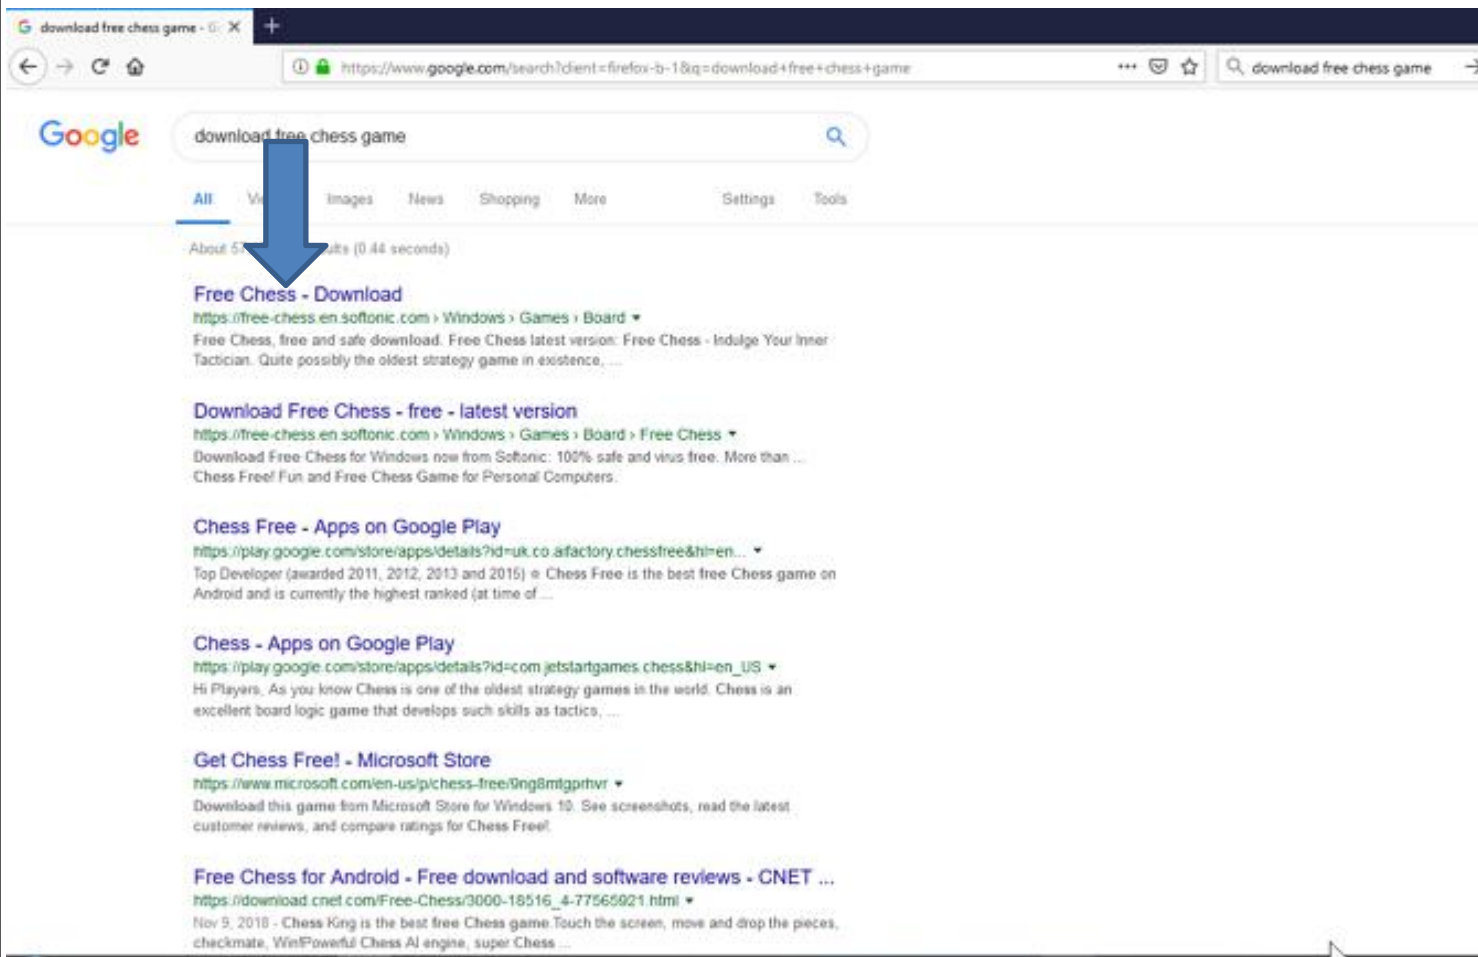 download free chess game - G
https://www.google.com/search?client=firefox-b-1&q=download+free+chess+game
download free chess game
Google
download free chess game
All Images News Shopping More Settings Tools
About 57 (0.44 seconds)
Free Chess - Download
https://free-chess.en.softonic.com › Windows › Games › Board
Free Chess, free and safe download. Free Chess latest version: Free Chess - Indulge Your Inner
Tactician. Quite possibly the oldest strategy game in existence, ...
Download Free Chess - free - latest version
https://free-chess.en.softonic.com › Windows › Games › Board › Free Chess
Download Free Chess for Windows now from Softonic: 100% safe and virus free. More than ...
Chess Free! Fun and Free Chess Game for Personal Computers.
Chess Free - Apps on Google Play
https://play.google.com/store/apps/details?id=uk.co.aifactory.chessfree&hl=en...
Top Developer (awarded 2011, 2012, 2013 and 2015) Chess Free is the best free Chess game on
Android and is currently the highest ranked (at time of ...
Chess - Apps on Google Play
https://play.google.com/store/apps/details?id=com.jetstartgames.chess&hl=en_US
Hi Players, As you know Chess is one of the oldest strategy games in the world. Chess is an
excellent board logic game that develops such skills as tactics, ...
Get Chess Free! - Microsoft Store
Download this game from Microsoft Store for Windows 10. See screenshots, read the latest
customer reviews, and compare ratings for Chess Free!.
Free Chess for Android - Free download and software reviews - CNET ...
https://download.cnet.com/Free-Chess/3000-18516_4-77565921.html
Nov 9, 2018 - Chess King is the best free Chess game.Touch the screen, move and drop the pieces,
checkmate, Win!Powerful Chess AI engine, super Chess ...